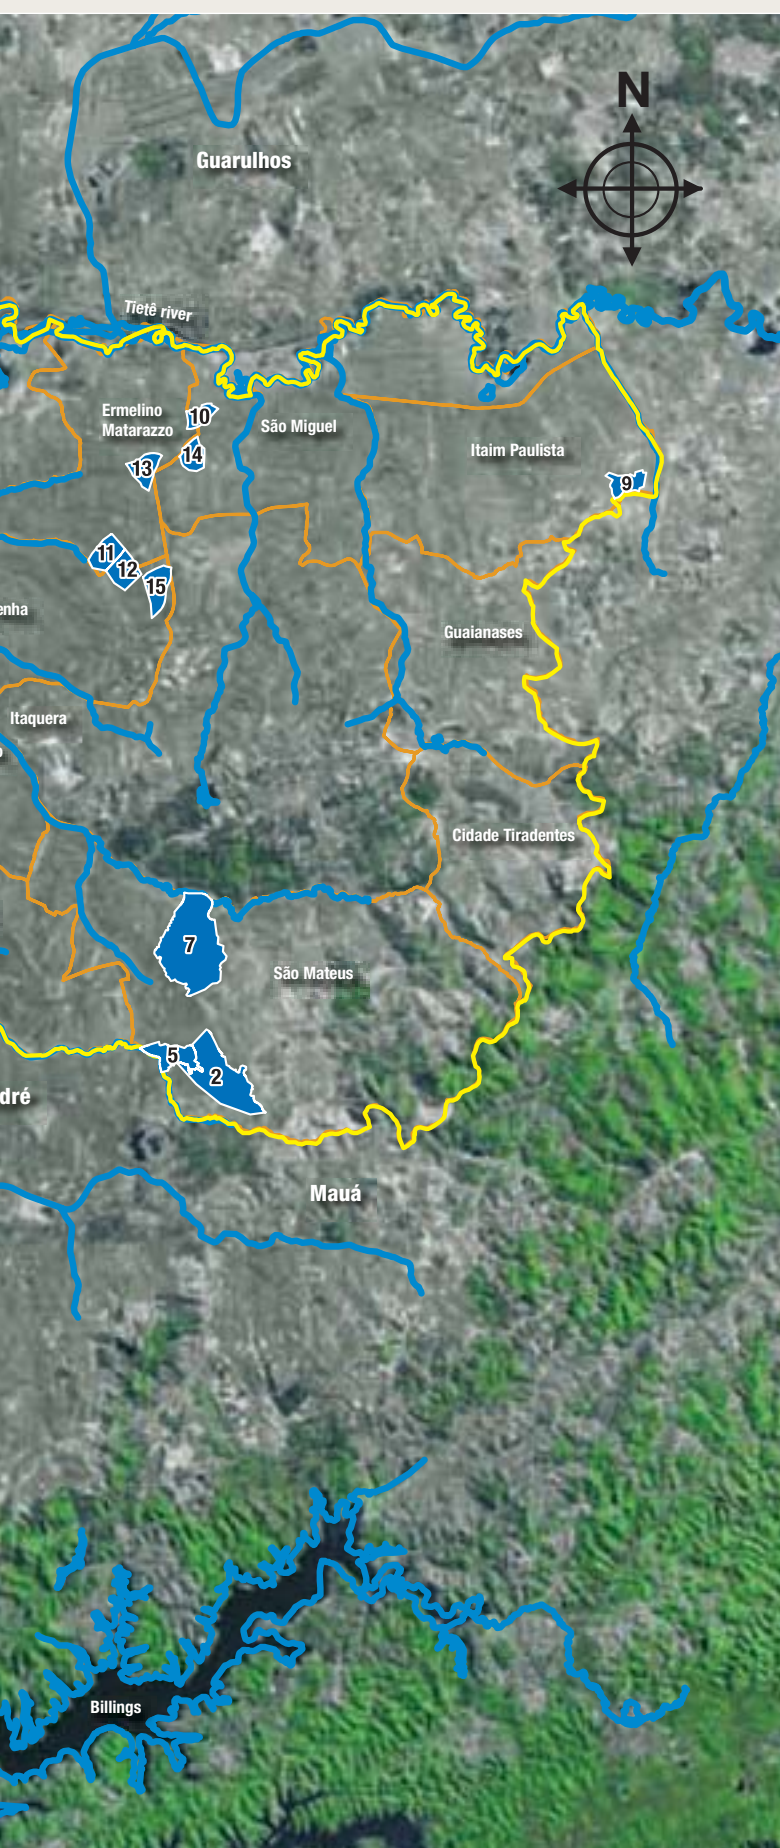 N
Guarulhos
Tietê river
Ermelino
Matarazzo
10
São Miguel
14
Itaim Paulista
13
9
11
12
15
enha
Guaianases
Itaquera
o
Cidade Tiradentes
7
São Mateus
5
2
dré
Mauá
Billings